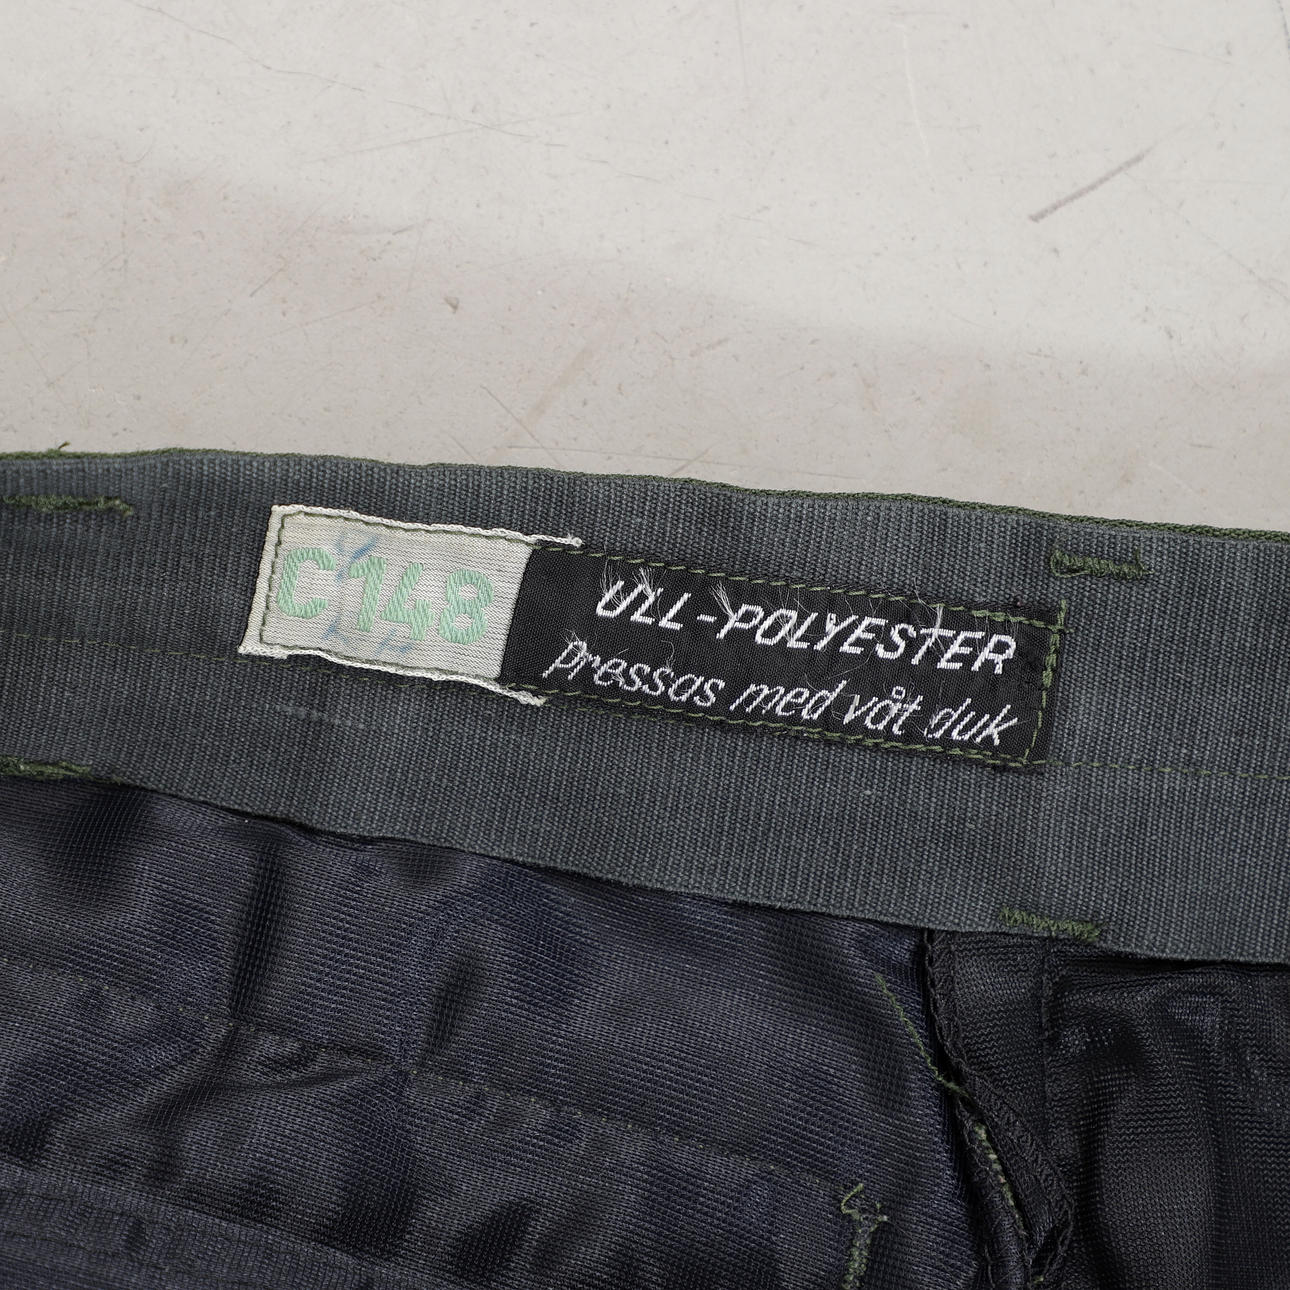 C148
ULL-POLYESTER
Pressas med våt duk